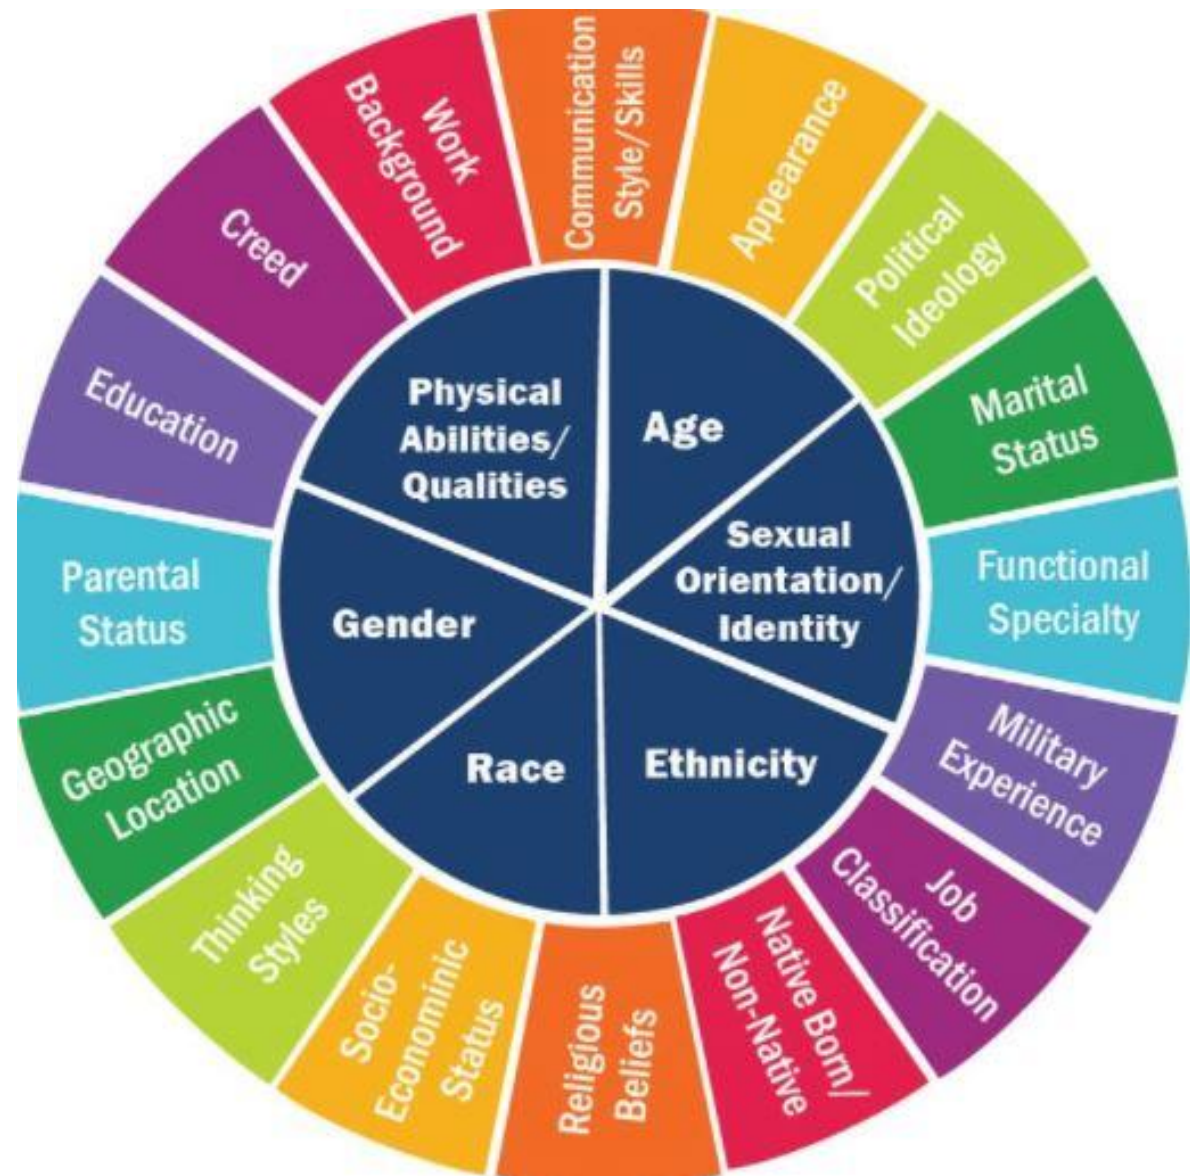 Communication
Style/Skills
Appearance
Political
Ideology
Marital
Status
Functional
Specialty
Military
Experience
Job
Classification
Native Born/
Non-Native
Religious
Beliefs
Socio-
Econominic
Status
Thinking
Styles
Geographic
Location
Parental
Status
Education
Creed
Work
Background
Physical
Abilities/
Qualities
Age
Sexual
Orientation/
Identity
Ethnicity
Race
Gender